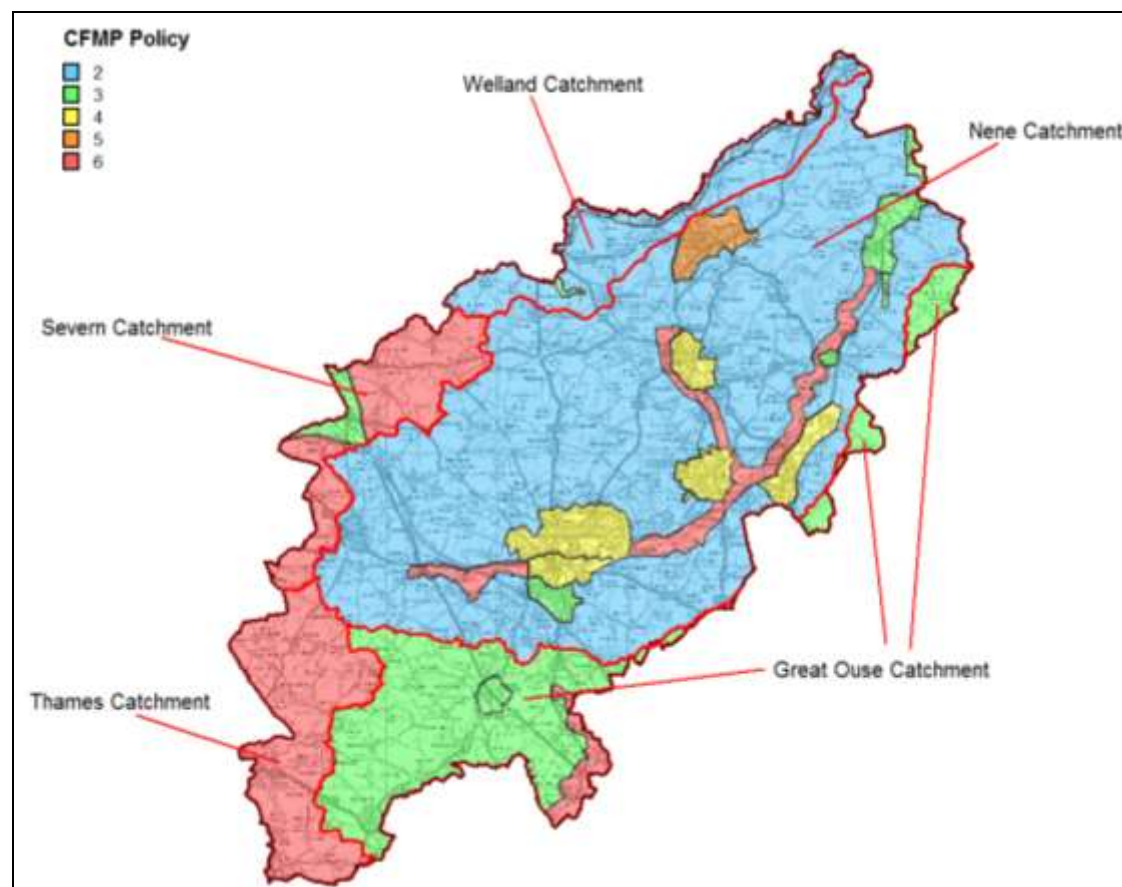 CFMP Policy
2
3
4
5
6
Welland Catchment
Nene Catchment
Severn Catchment
Great Ouse Catchment
Thames Catchment